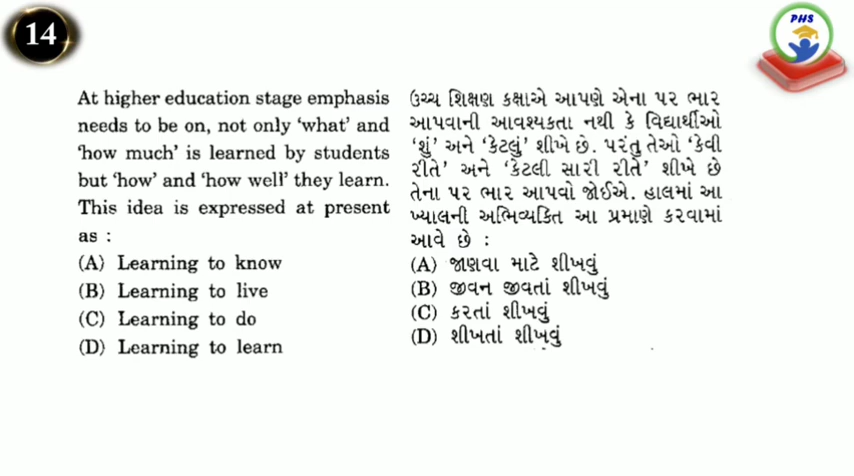 14
PHS
At higher education stage emphasis
needs to be on, not only ‘what’ and
‘how much’ is learned by students
but ‘how’ and ‘how well’ they learn.
This idea is expressed at present
as :
(A) Learning to know
(B) Learning to live
(C) Learning to do
(D) Learning to learn
ઉચ્ચ શિક્ષણ કક્ષાએ આપણે એના પર ભાર
આપવાની આવશ્યકતા નથી કે વિદ્યાર્થીઓ
‘શું’ અને ‘કેટલું’ શીખે છે. પરંતુ તેઓ ‘કેવી
રીતે’ અને ‘કેટલી સારી રીતે’ શીખે છે
તેના પર ભાર આપવો જોઈએ. હાલમાં આ
ખ્યાલની અભિવ્યકિત આ પ્રમાણે કરવામાં
આવે છે :
(A) જાણવા માટે શીખવું
(B) જીવન જીવતાં શીખવું
(C) કરતાં શીખવું
(D) શીખતાં શીખવું